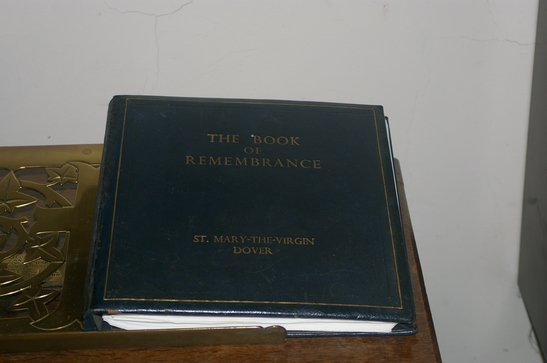 THE BOOK
OF
REMEMBRANCE
ST. MARY-THE-VIRGIN
DOVER